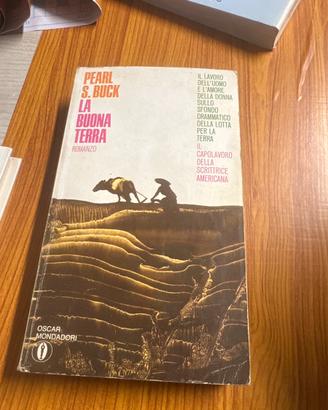 PEARL
S. BUCK
LA
BUONA
TERRA
ROMANZO
IL LAVORO
DELL'UOMO
E L'AMORE
DELLA DONNA
SULLO
SFONDO
DRAMMATICO
DELLA LOTTA
PER LA
TERRA
IL
CAPOLAVORO
DELLA
SCRITTRICE
AMERICANA
OSCAR
MONDADORI